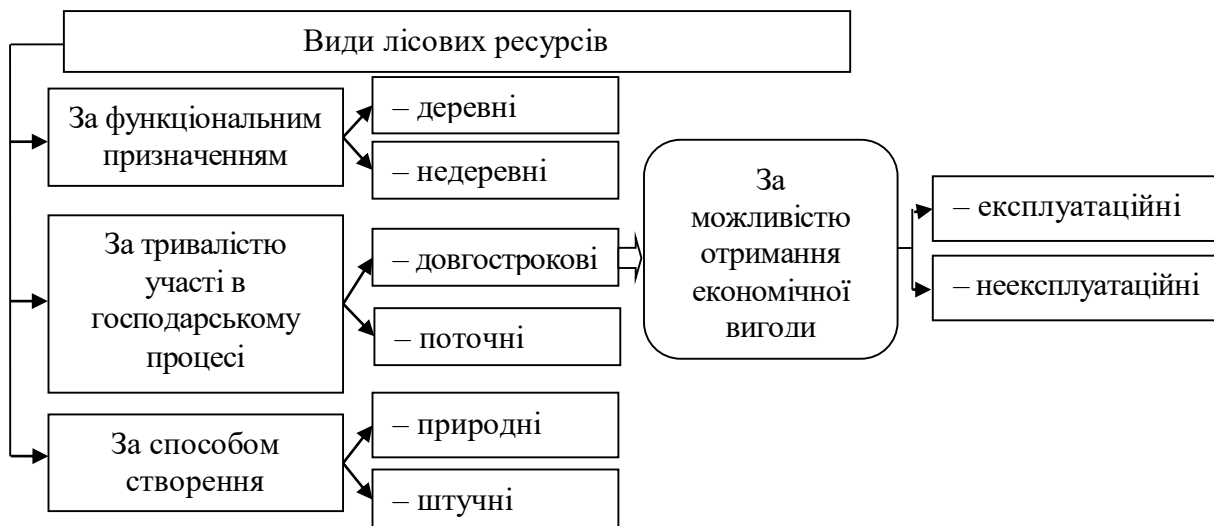 Види лісових ресурсів
За функціональним
призначенням
– деревні
– недеревні
За тривалістю
участі в
господарському
процесі
– довгострокові
– поточні
За
можливістю
отримання
економічної
вигоди
– експлуатаційні
– неексплуатаційні
За способом
створення
– природні
– штучні